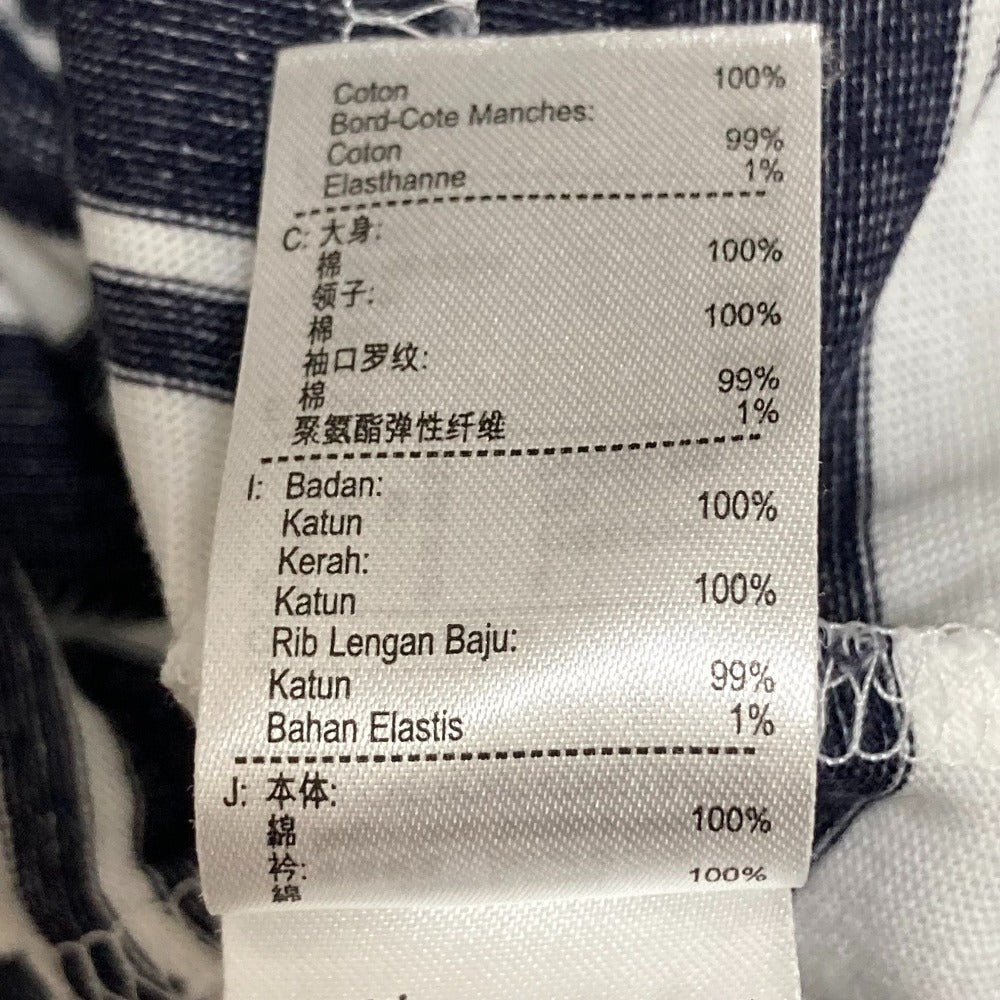 Coton 100%
Bord-Cote Manches:
Coton 99%
Elasthanne 1%
C: 大身:
棉 100%
领子:
棉 100%
袖口罗纹:
棉 99%
聚氨酯弹性纤维 1%
I: Badan:
Katun 100%
Kerah:
Katun 100%
Rib Lengan Baju:
Katun 99%
Bahan Elastis 1%
J: 本体:
綿 100%
衿:
綿 100%